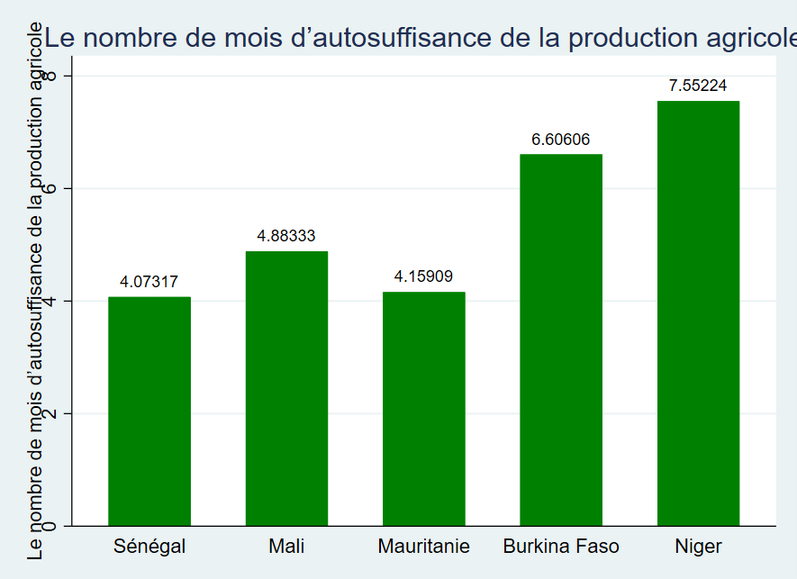 Le nombre de mois d’autosuffisance de la production agricole
Le nombre de mois d’autosuffisance de la production agricole
8
6
4
2
0
4.07317
4.88333
4.15909
6.60606
7.55224
Sénégal
Mali
Mauritanie
Burkina Faso
Niger